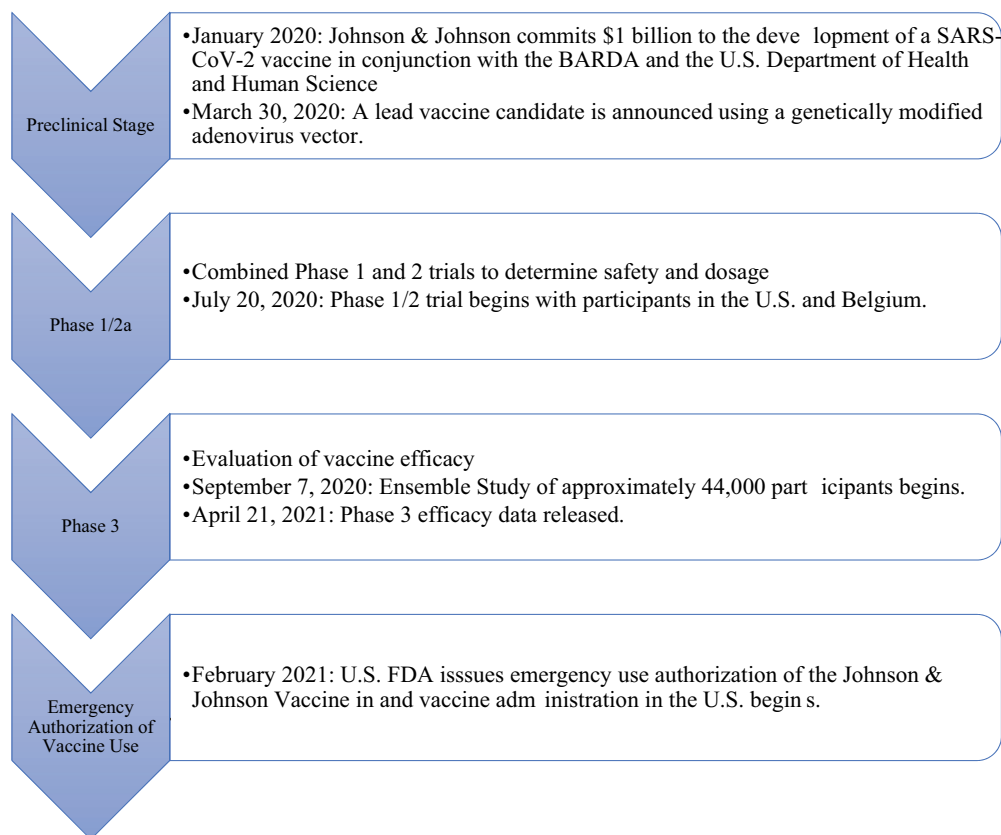 Preclinical Stage
•January 2020: Johnson & Johnson commits $1 billion to the deve lopment of a SARS-
CoV-2 vaccine in conjunction with the BARDA and the U.S. Department of Health
and Human Science
•March 30, 2020: A lead vaccine candidate is announced using a genetically modified
adenovirus vector.
Phase 1/2a
•Combined Phase 1 and 2 trials to determine safety and dosage
•July 20, 2020: Phase 1/2 trial begins with participants in the U.S. and Belgium.
Phase 3
•Evaluation of vaccine efficacy
•September 7, 2020: Ensemble Study of approximately 44,000 part icipants begins.
•April 21, 2021: Phase 3 efficacy data released.
Emergency
Authorization of
Vaccine Use
•February 2021: U.S. FDA isssues emergency use authorization of the Johnson &
Johnson Vaccine in and vaccine adm inistration in the U.S. begin s.